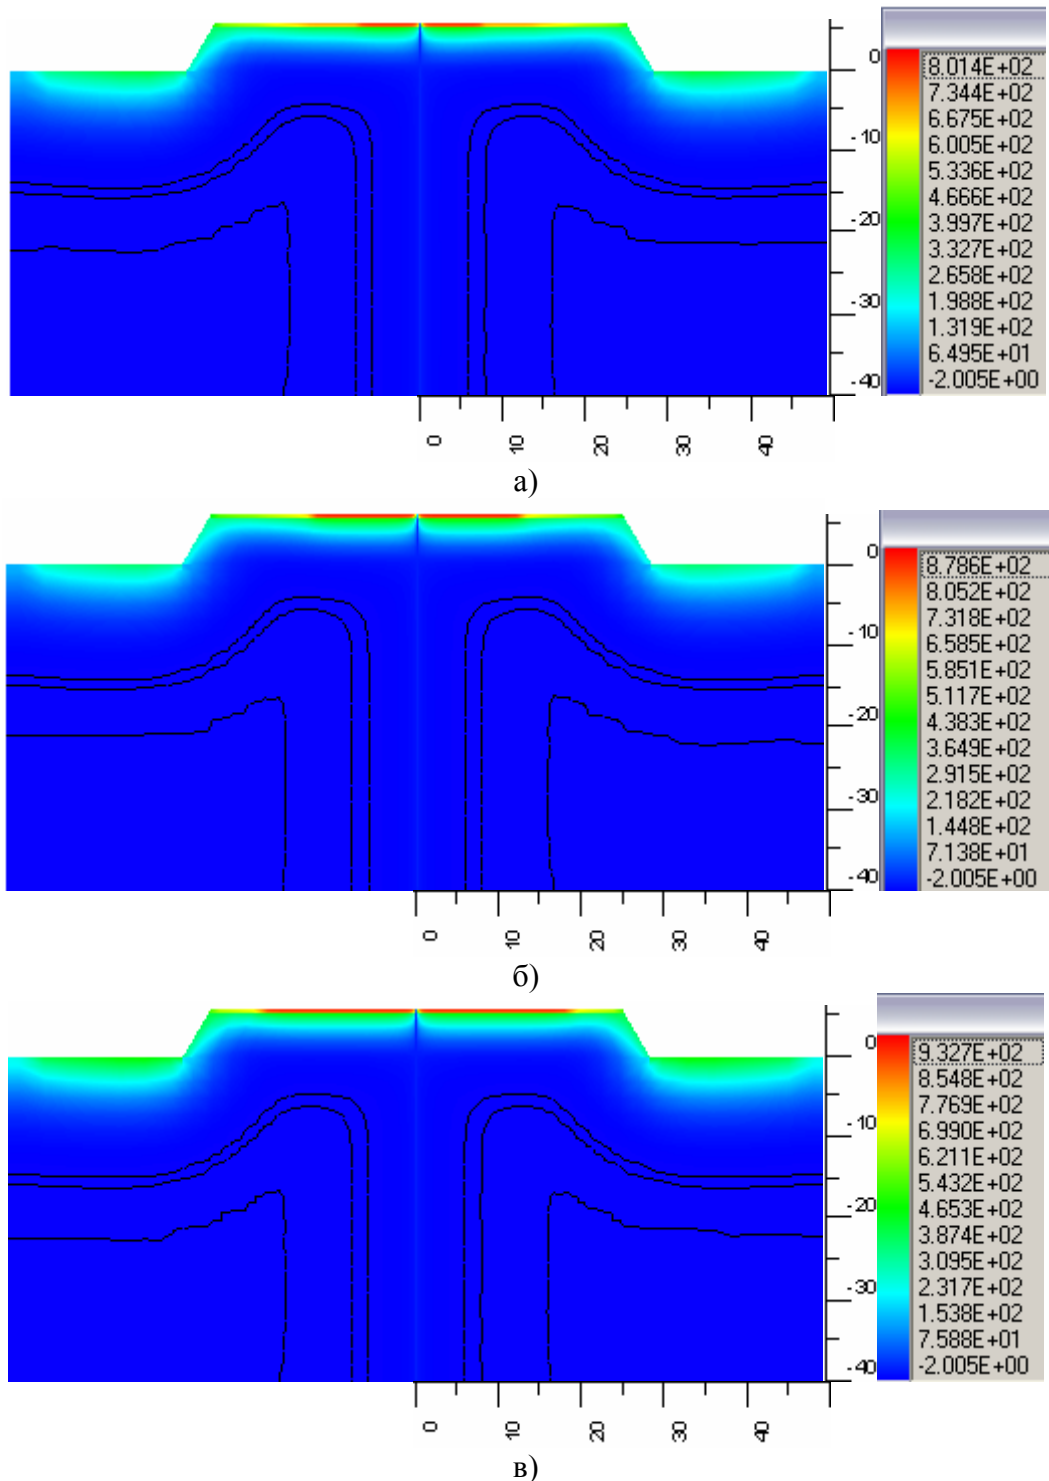 0
-10
-20
-30
-40
8.014E+02
7.344E+02
6.675E+02
6.005E+02
5.336E+02
4.666E+02
3.997E+02
3.327E+02
2.658E+02
1.988E+02
1.319E+02
6.495E+01
-2.005E+00
0 10 20 30 40
а)
0
-10
-20
-30
-40
8.786E+02
8.052E+02
7.318E+02
6.585E+02
5.851E+02
5.117E+02
4.383E+02
3.649E+02
2.915E+02
2.182E+02
1.448E+02
7.138E+01
-2.005E+00
0 10 20 30 40
б)
0
-10
-20
-30
-40
9.327E+02
8.548E+02
7.769E+02
6.990E+02
6.211E+02
5.432E+02
4.653E+02
3.874E+02
3.095E+02
2.317E+02
1.538E+02
7.588E+01
-2.005E+00
0 10 20 30 40
в)